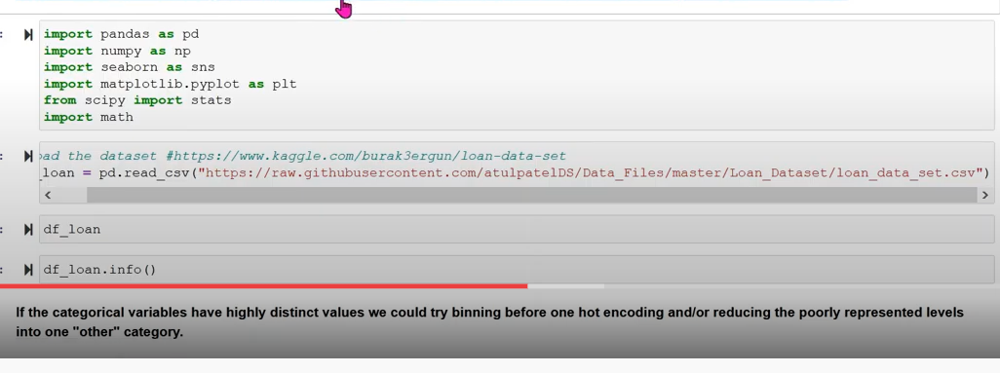 :
import pandas as pd
import numpy as np
import seaborn as sns
import matplotlib.pyplot as plt
from scipy import stats
import math
:
ad the dataset #https://www.kaggle.com/burak3ergun/loan-data-set
_loan = pd.read_csv("https://raw.githubusercontent.com/atulpatelDS/Data_Files/master/Loan_Dataset/loan_data_set.csv")
:
df_loan
:
df_loan.info()
If the categorical variables have highly distinct values we could try binning before one hot encoding and/or reducing the poorly represented levels
into one "other" category.